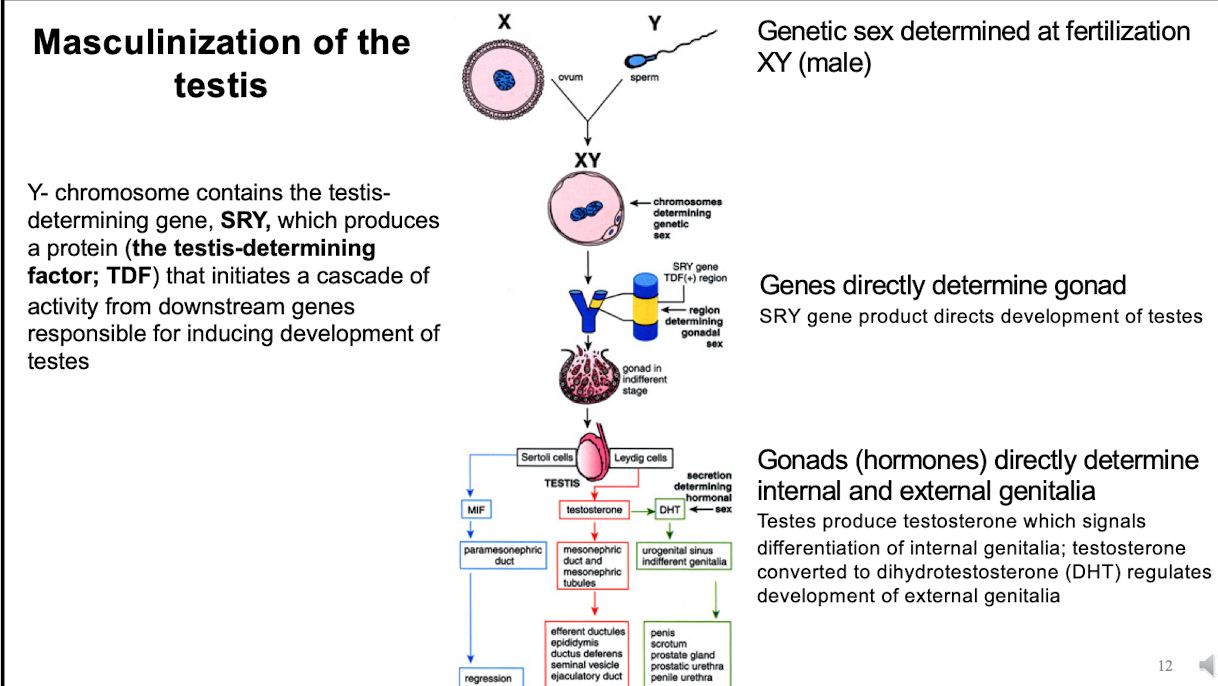 Masculinization of the
testis
Y- chromosome contains the testis-
determining gene, SRY, which produces
a protein (the testis-determining
factor; TDF) that initiates a cascade of
activity from downstream genes
responsible for inducing development of
testes
X
Y
ovum
sperm
XY
chromosomes
determining
genetic
sex
SRY gene
TDF(+) region
region
determining
gonadal
sex
gonad in
indifferent
stage
Sertoli cells
Leydig cells
TESTIS
secretion
determining
hormonal
sex
MIF
testosterone
DHT
paramesonephric
duct
mesonephric
duct and
mesonephric
tubules
urogenital sinus
indifferent genitalia
regression
efferent ductules
epididymis
ductus deferens
seminal vesicle
ejaculatory duct
penis
scrotum
prostate gland
prostatic urethra
penile urethra
Genetic sex determined at fertilization
XY (male)
Genes directly determine gonad
SRY gene product directs development of testes
Gonads (hormones) directly determine
internal and external genitalia
Testes produce testosterone which signals
differentiation of internal genitalia; testosterone
converted to dihydrotestosterone (DHT) regulates
development of external genitalia
12